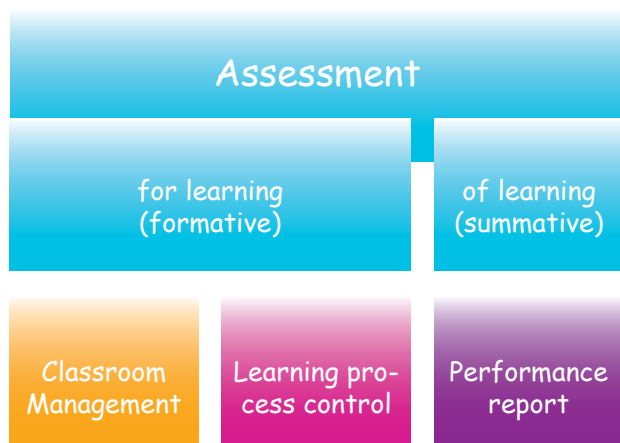 Assessment
for learning
(formative)
of learning
(summative)
Classroom
Management
Learning pro-
cess control
Performance
report